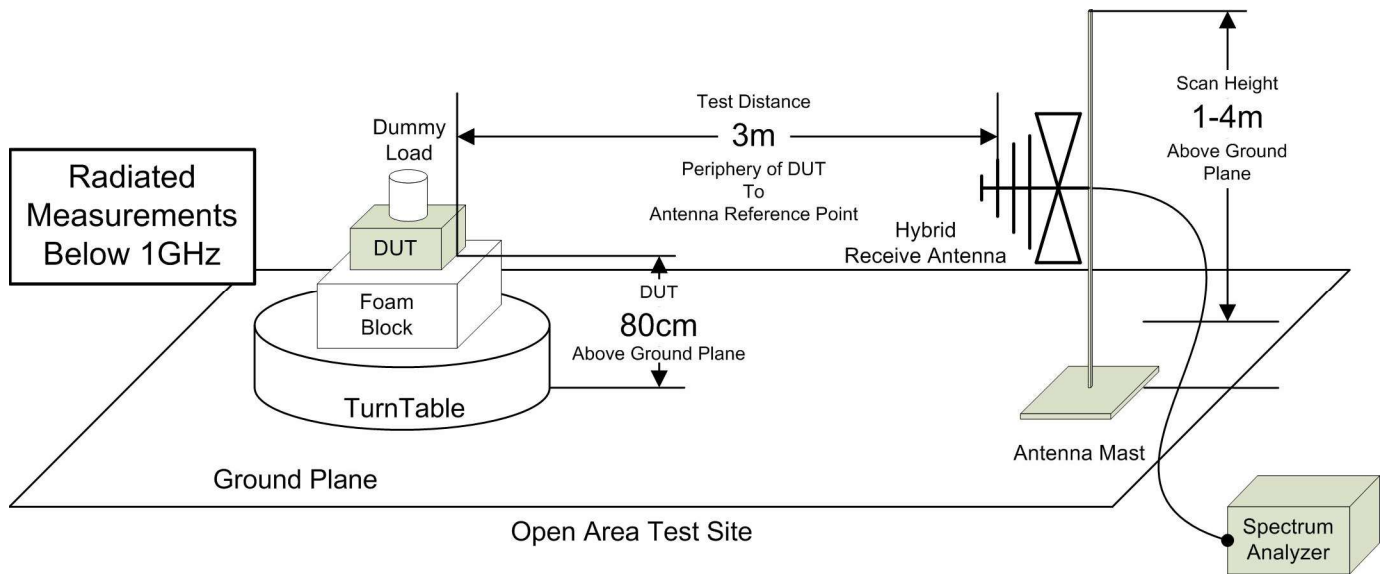 Radiated
Measurements
Below 1GHz
Dummy
Load
DUT
Foam
Block
TurnTable
Ground Plane
Test Distance
3m
Periphery of DUT
To
Antenna Reference Point
DUT
80cm
Above Ground Plane
Hybrid
Receive Antenna
Scan Height
1-4m
Above Ground
Plane
Antenna Mast
Open Area Test Site
Spectrum
Analyzer